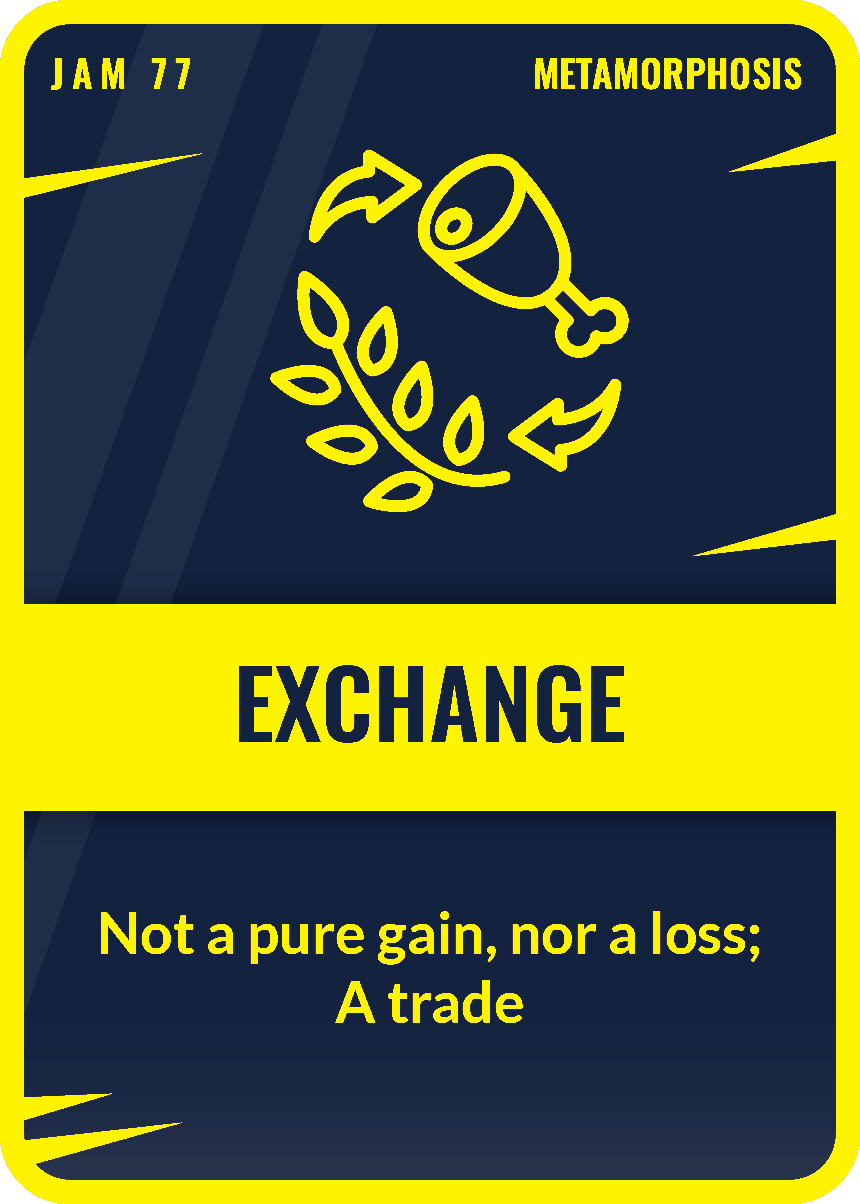 JAM 77
METAMORPHOSIS
EXCHANGE
Not a pure gain, nor a loss;
A trade